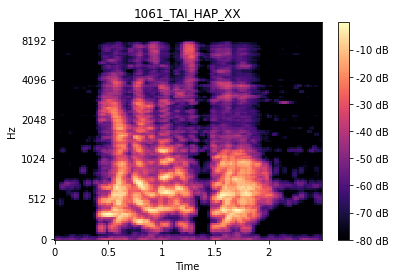 1061_TAI_HAP_XX
8192
4096
2048
1024
512
0
Hz
0
0.5
1
1.5
2
Time
-10 dB
-20 dB
-30 dB
-40 dB
-50 dB
-60 dB
-70 dB
-80 dB